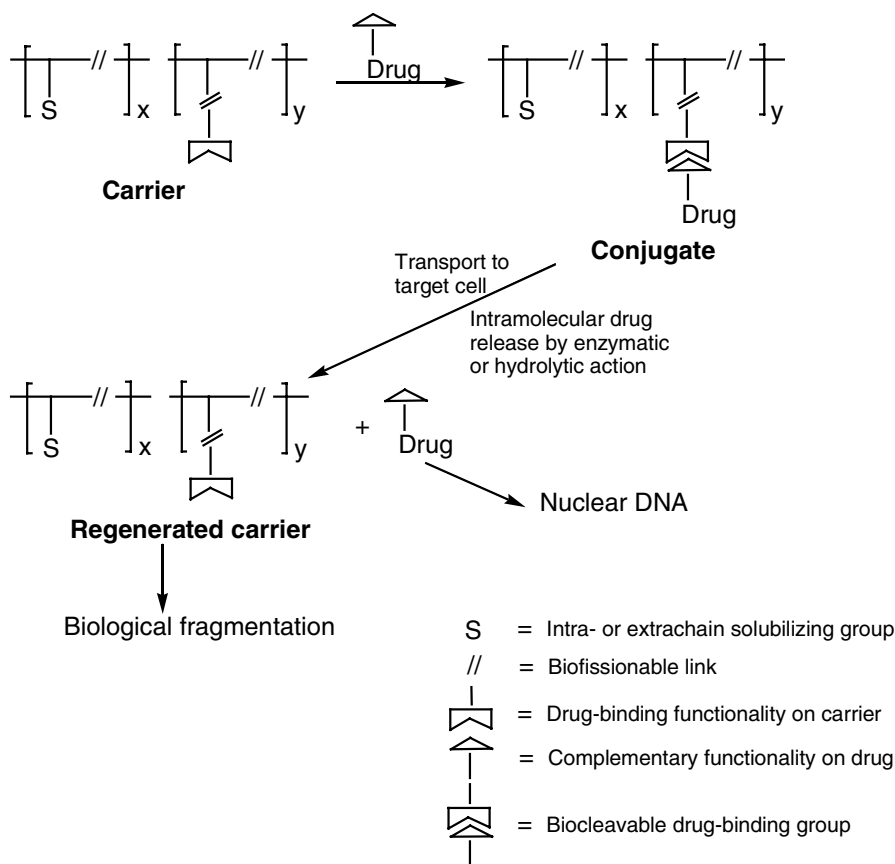 // // Drug // //
S x y S x y
Carrier
Drug
Conjugate
Transport to
target cell
Intramolecular drug
release by enzymatic
or hydrolytic action
// // + Drug
S x y
Nuclear DNA
Regenerated carrier
Biological fragmentation
S = Intra- or extrachain solubilizing group
// = Biofissionable link
= Drug-binding functionality on carrier
= Complementary functionality on drug
= Biocleavable drug-binding group